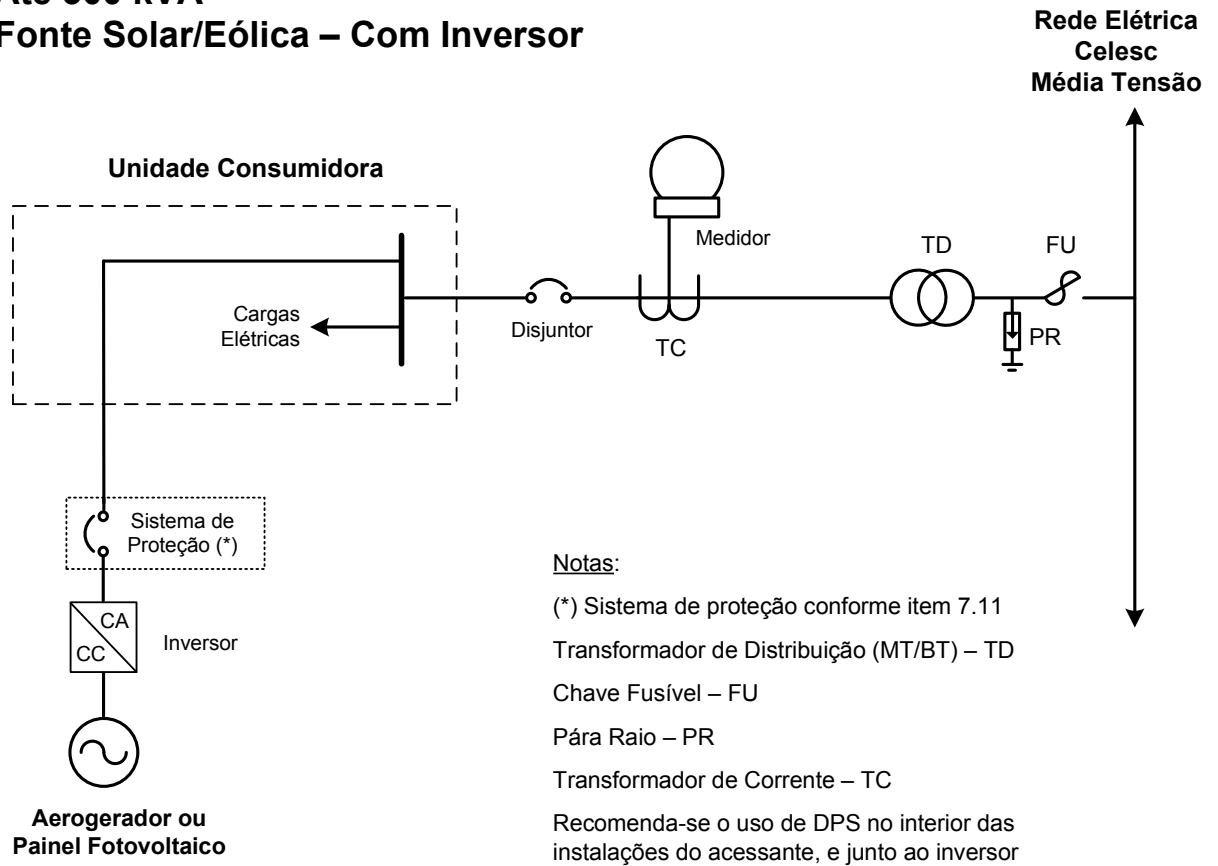 Fonte Solar/Eólica – Com Inversor
Rede Elétrica
Celesc
Média Tensão
Unidade Consumidora
Medidor
TD
FU
Cargas
Elétricas
Disjuntor
TC
PR
Sistema de
Proteção (*)
CA
CC
Inversor
Aerogerador ou
Painel Fotovoltaico
Notas:
(*) Sistema de proteção conforme item 7.11
Transformador de Distribuição (MT/BT) – TD
Chave Fusível – FU
Pára Raio – PR
Transformador de Corrente – TC
Recomenda-se o uso de DPS no interior das
instalações do acessante, e junto ao inversor